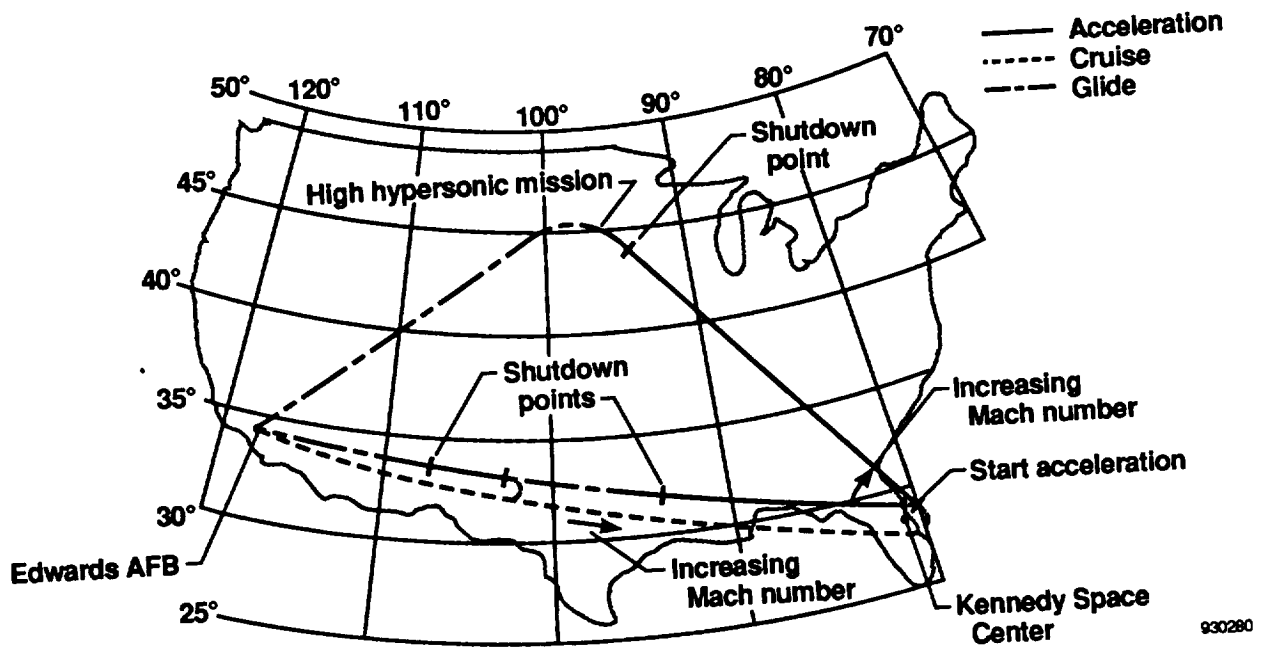 70°
Acceleration
Cruise
Glide
80°
90°
100°
110°
120°
50°
Shutdown
point
High hypersonic mission
45°
40°
35°
Shutdown
points
Increasing
Mach number
Start acceleration
30°
Edwards AFB
Increasing
Mach number
25°
Kennedy Space
Center
930280